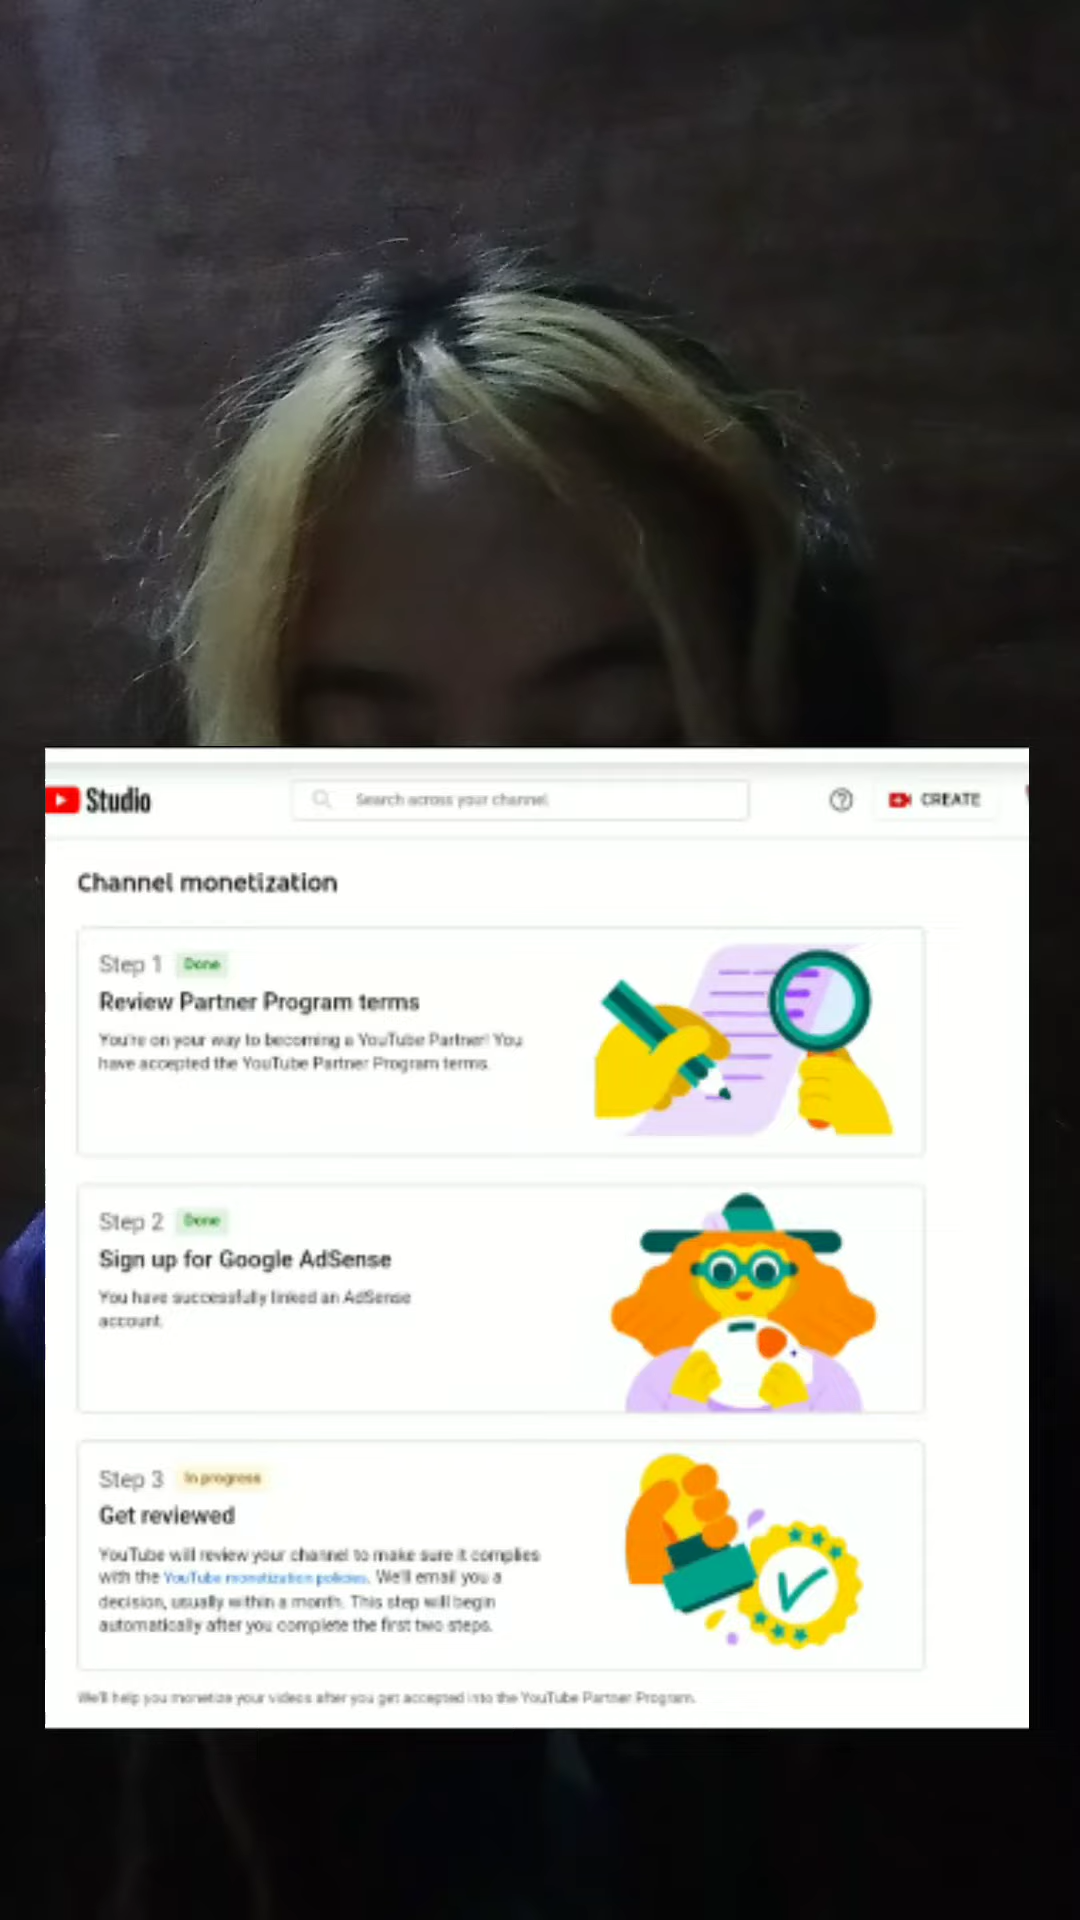 Studio
Search across your channel
CREATE
Channel monetization
Step 1 Done
Review Partner Program terms
You're on your way to becoming a YouTube Partner! You
have accepted the YouTube Partner Program terms.
Step 2 Done
Sign up for Google AdSense
You have successfully linked an AdSense
account.
Step 3 In progress
Get reviewed
YouTube will review your channel to make sure it complies
with the YouTube monetization policies. We'll email you a
decision, usually within a month. This step will begin
automatically after you complete the first two steps.
We'll help you monetize your videos after you get accepted into the YouTube Partner Program.